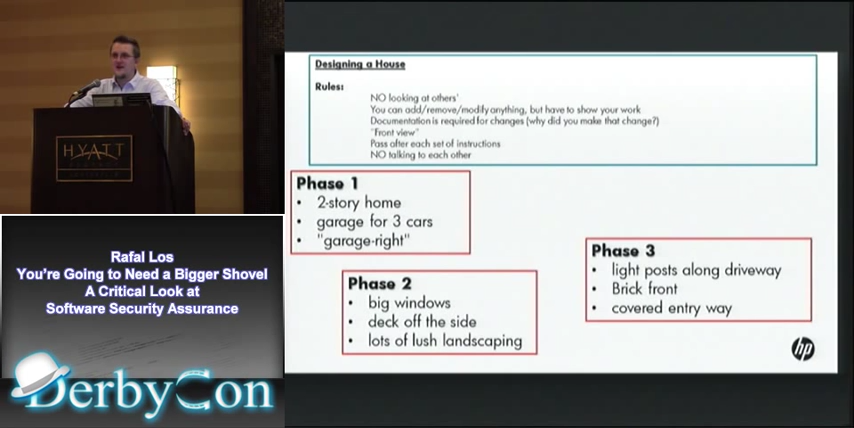 HYATT
Rafal Los
You're Going to Need a Bigger Shovel
A Critical Look at
Software Security Assurance
DerbyCon
Designing a House
Rules:
NO looking at others'
You can add/remove/modify anything, but have to show your work
Documentation is required for changes (why did you make that change?)
"Front view"
Pass after each set of instructions
NO talking to each other
Phase 1
• 2-story home
• garage for 3 cars
• "garage-right"
Phase 2
• big windows
• deck off the side
• lots of lush landscaping
Phase 3
• light posts along driveway
• Brick front
• covered entry way
hp